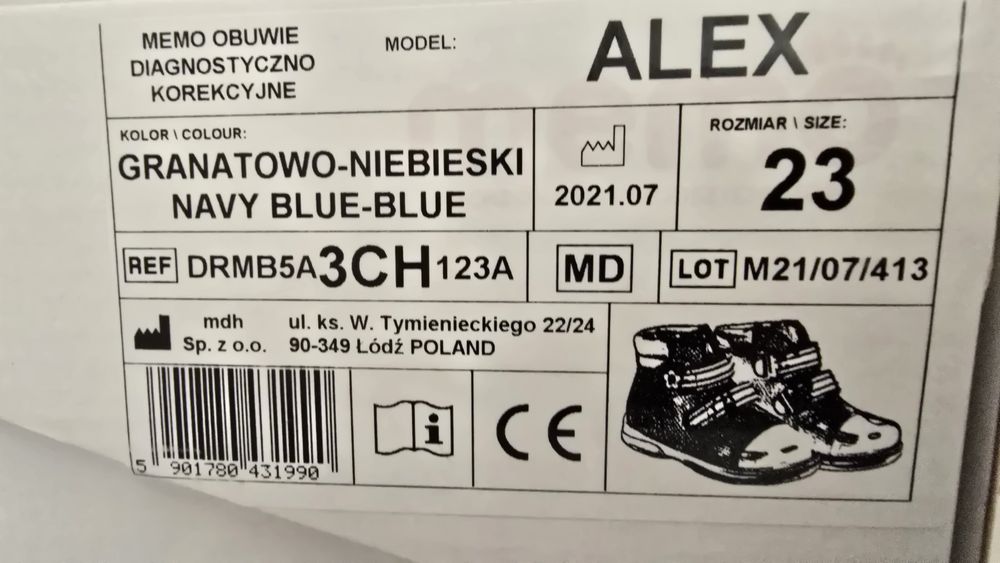 MEMO OBUWIE
DIAGNOSTYCZNO
KOREKCYJNE
MODEL:
ALEX
KOLOR \ COLOUR:
GRANATOWO-NIEBIESKI
NAVY BLUE-BLUE
2021.07
ROZMIAR \ SIZE:
23
REF DRMB5A3CH123A
MD
LOT M21/07/413
mdh
Sp. z o.o.
ul. ks. W. Tymienieckiego 22/24
90-349 Łódź POLAND
5 901780 431990
i
CE